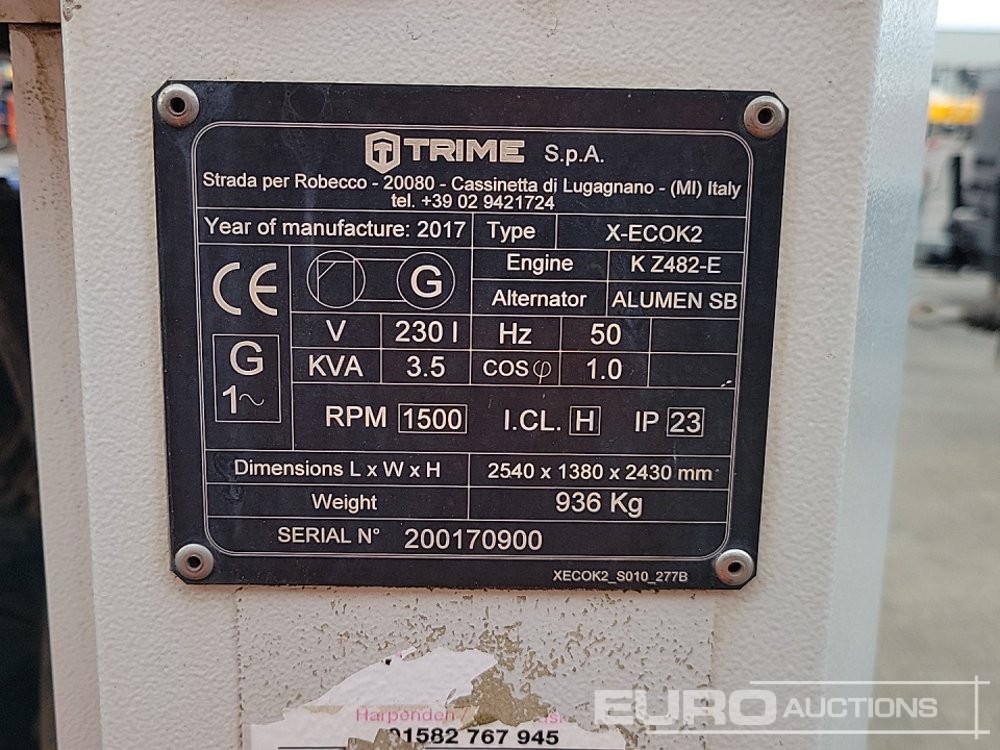 TRIME S.p.A.
Strada per Robecco - 20080 - Cassinetta di Lugagnano - (MI) Italy
tel. +39 02 9421724
Year of manufacture: 2017 Type X-ECOK2
Engine K Z482-E
CE G
Alternator ALUMEN SB
V 230 I Hz 50
G
1~
KVA 3.5 COS φ 1.0
RPM 1500 I.CL. H IP 23
Dimensions L x W x H 2540 x 1380 x 2430 mm
Weight 936 Kg
SERIAL N° 200170900
XECOK2_S010_277B
Harpenden
01582 767 945
EURO AUCTIONS